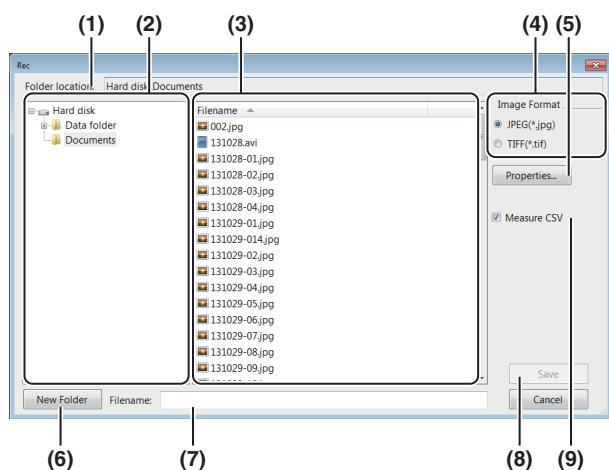 (1) (2) (3) (4) (5)
Rec
Folder location: Hard disk Documents
Hard disk
Data folder
Documents
Filename
002.jpg
131028.avi
131028-01.jpg
131028-02.jpg
131028-03.jpg
131028-04.jpg
131029-01.jpg
131029-014.jpg
131029-02.jpg
131029-03.jpg
131029-04.jpg
131029-05.jpg
131029-06.jpg
131029-07.jpg
131029-08.jpg
131029-09.jpg
Image Format
JPEG(*.jpg)
TIFF(*.tif)
Properties...
Measure CSV
Save
New Folder Filename: Cancel
(6) (7) (8) (9)